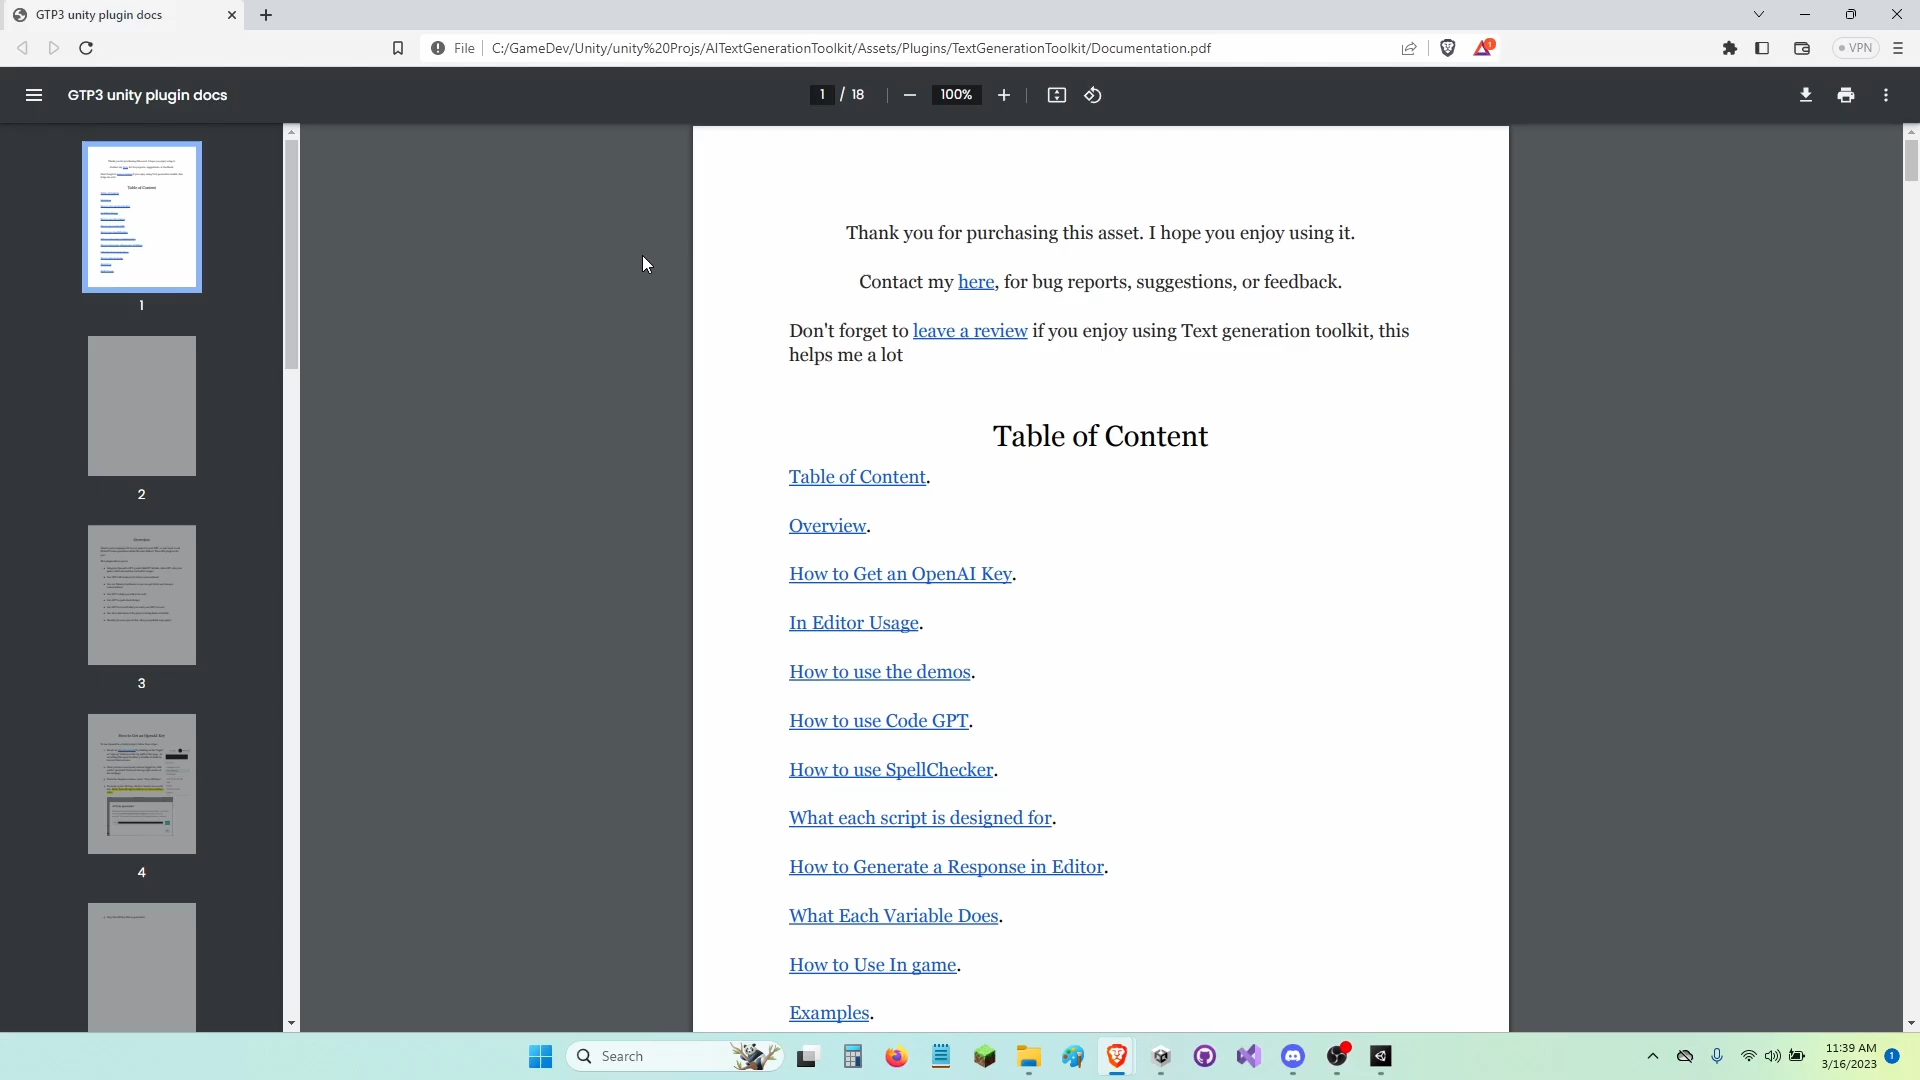 GTP3 unity plugin docs
File
C:/GameDev/Unity/unity%20Projs/AITextGenerationToolkit/Assets/Plugins/TextGenerationToolkit/Documentation.pdf
1
VPN
GTP3 unity plugin docs
1 / 18
100%
1
2
3
4
Thank you for purchasing this asset. I hope you enjoy using it.
Contact my here, for bug reports, suggestions, or feedback.
Don't forget to leave a review if you enjoy using Text generation toolkit, this
helps me a lot
Table of Content
Table of Content.
Overview.
How to Get an OpenAI Key.
In Editor Usage.
How to use the demos.
How to use Code GPT.
How to use SpellChecker.
What each script is designed for.
How to Generate a Response in Editor.
What Each Variable Does.
How to Use In game.
Examples.
Search
11:39 AM
3/16/2023
1